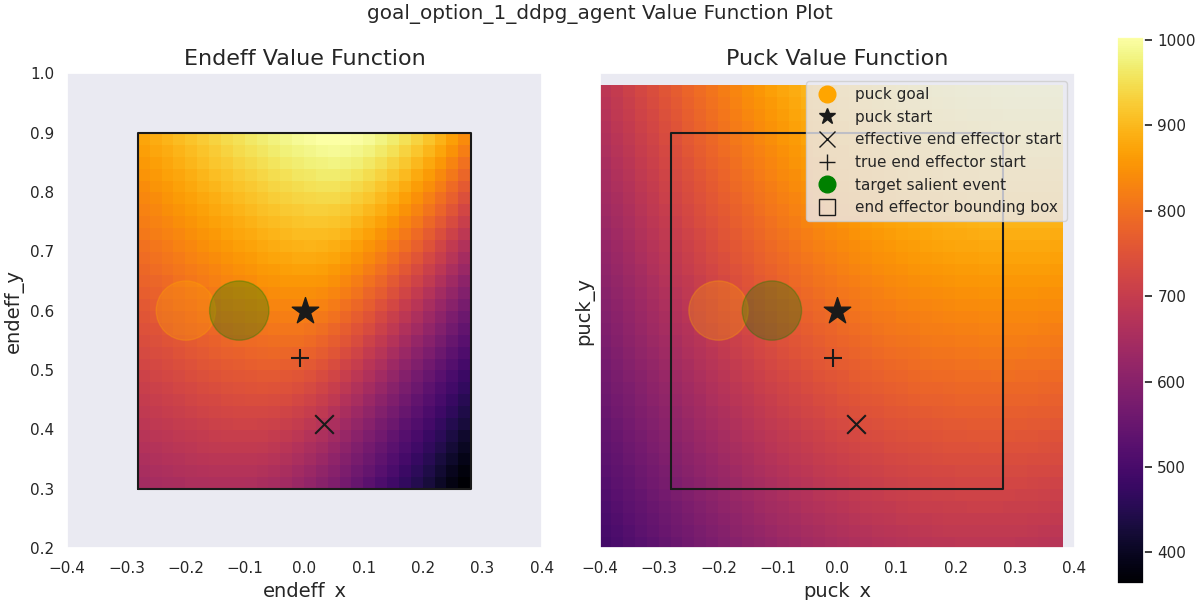 goal_option_1_ddpg_agent Value Function Plot
Endeff Value Function
1.0
0.9
0.8
0.7
0.6
0.5
0.4
0.3
0.2
endeff_y
−0.4 −0.3 −0.2 −0.1 0.0 0.1 0.2 0.3 0.4
endeff_x
Puck Value Function
puck goal
puck start
effective end effector start
true end effector start
target salient event
end effector bounding box
puck_y
−0.4 −0.3 −0.2 −0.1 0.0 0.1 0.2 0.3 0.4
puck_x
1000
900
800
700
600
500
400